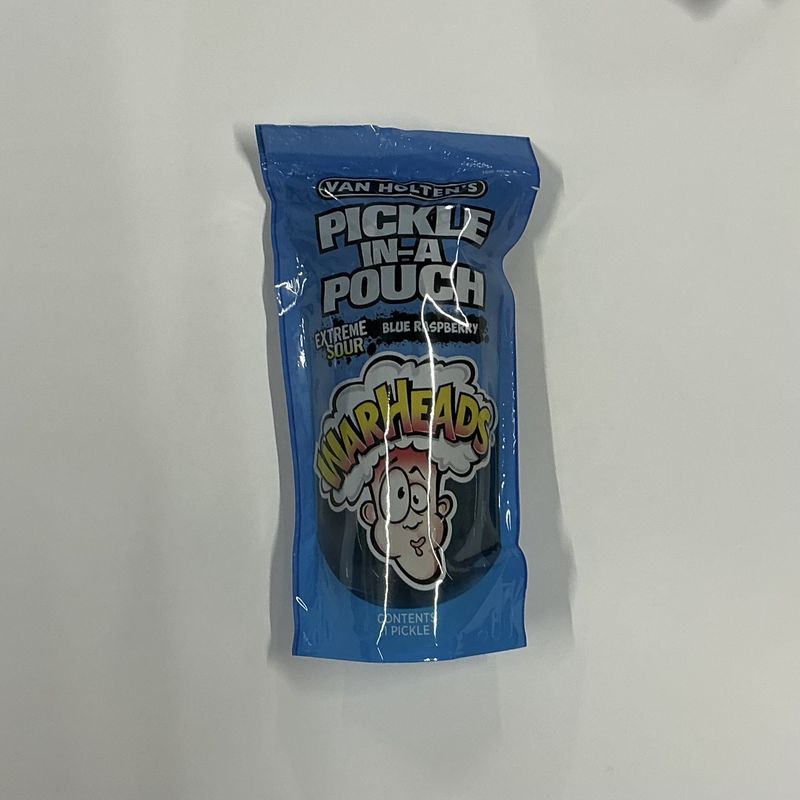 VAN HOLTEN'S
PICKLE
IN-A
POUCH
EXTREME
SOUR
BLUE RASPBERRY
WARHEADS
CONTENTS
1 PICKLE